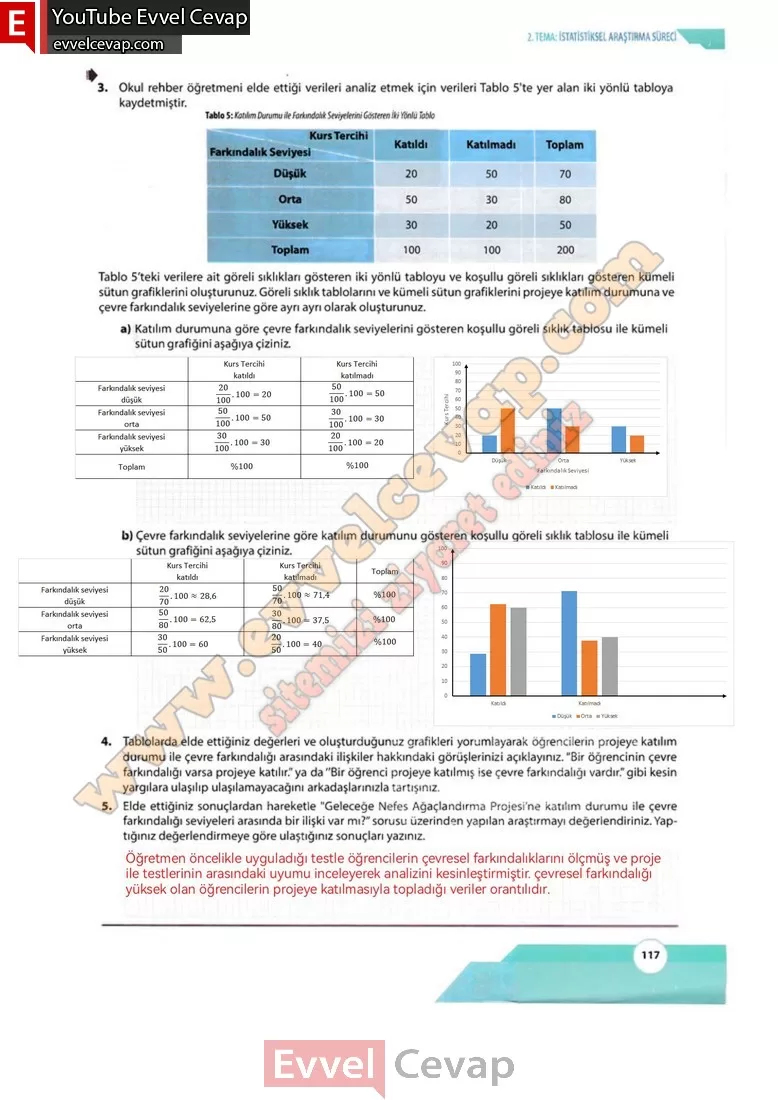 E YouTube Evvel Cevap
evvelcevap.com
2. TEMA: İSTATİSTİKSEL ARAŞTIRMA SÜRECİ
3. Okul rehber öğretmeni elde ettiği verileri analiz etmek için verileri Tablo 5'te yer alan iki yönlü tabloya
kaydetmiştir.
Tablo 5: Katılım Durumu ile Farkındalık Seviyelerini Gösteren İki Yönlü Tablo
Kurs Tercihi
Farkındalık Seviyesi
Katıldı Katılmadı Toplam
Düşük 20 50 70
Orta 50 30 80
Yüksek 30 20 50
Toplam 100 100 200
Tablo 5'teki verilere ait göreli sıklıkları gösteren iki yönlü tabloyu ve koşullu göreli sıklıkları gösteren kümeli
sütun grafiklerini oluşturunuz. Göreli sıklık tablolarını ve kümeli sütun grafiklerini projeye katılım durumuna ve
çevre farkındalık seviyelerine göre ayrı ayrı olarak oluşturunuz.
a) Katılım durumuna göre çevre farkındalık seviyelerini gösteren koşullu göreli sıklık tablosu ile kümeli
sütun grafiğini aşağıya çiziniz.
Kurs Tercihi Kurs Tercihi
katıldı katılmadı
Farkındalık seviyesi
düşük
20/100 . 100 = 20 50/100 . 100 = 50
Farkındalık seviyesi
orta
50/100 . 100 = 50 30/100 . 100 = 30
Farkındalık seviyesi
yüksek
30/100 . 100 = 30 20/100 . 100 = 20
Toplam %100 %100
100
90
80
70
60
50
40
30
20
10
0
Kurs Tercihi
Düşük Orta Yüksek
Farkındalık Seviyesi
Katıldı Katılmadı
b) Çevre farkındalık seviyelerine göre katılım durumunu gösteren koşullu göreli sıklık tablosu ile kümeli
sütun grafiğini aşağıya çiziniz.
Kurs Tercihi Kurs Tercihi Toplam
katıldı katılmadı
Farkındalık seviyesi
düşük
20/70 . 100 ≈ 28,6 50/70 . 100 ≈ 71,4 %100
Farkındalık seviyesi
orta
50/80 . 100 = 62,5 30/80 . 100 = 37,5 %100
Farkındalık seviyesi
yüksek
30/50 . 100 = 60 20/50 . 100 = 40 %100
100
90
80
70
60
50
40
30
20
10
0
Katıldı Katılmadı
Düşük Orta Yüksek
4. Tablolarda elde ettiğiniz değerleri ve oluşturduğunuz grafikleri yorumlayarak öğrencilerin projeye katılım
durumu ile çevre farkındalığı arasındaki ilişkiler hakkındaki görüşlerinizi açıklayınız. "Bir öğrencinin çevre
farkındalığı varsa projeye katılır." ya da "Bir öğrenci projeye katılmış ise çevre farkındalığı vardır." gibi kesin
yargılara ulaşılıp ulaşılamayacağını arkadaşlarınızla tartışınız.
5. Elde ettiğiniz sonuçlardan hareketle "Geleceğe Nefes Ağaçlandırma Projesi'ne katılım durumu ile çevre
farkındalığı seviyeleri arasında bir ilişki var mı?" sorusu üzerinden yapılan araştırmayı değerlendiriniz. Yap-
tığınız değerlendirmeye göre ulaştığınız sonuçları yazınız.
Öğretmen öncelikle uyguladığı testle öğrencilerin çevresel farkındalıklarını ölçmüş ve proje
ile testlerinin arasındaki uyumu inceleyerek analizini kesinleştirmiştir. çevresel farkındalığı
yüksek olan öğrencilerin projeye katılmasıyla topladığı veriler orantılıdır.
www.evvelcevap.com
sitemizi ziyaret ediniz
117
Evvel Cevap